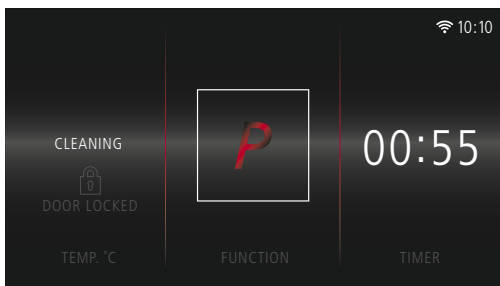 10:10
CLEANING
DOOR LOCKED
P
00:55
TEMP. °C
FUNCTION
TIMER